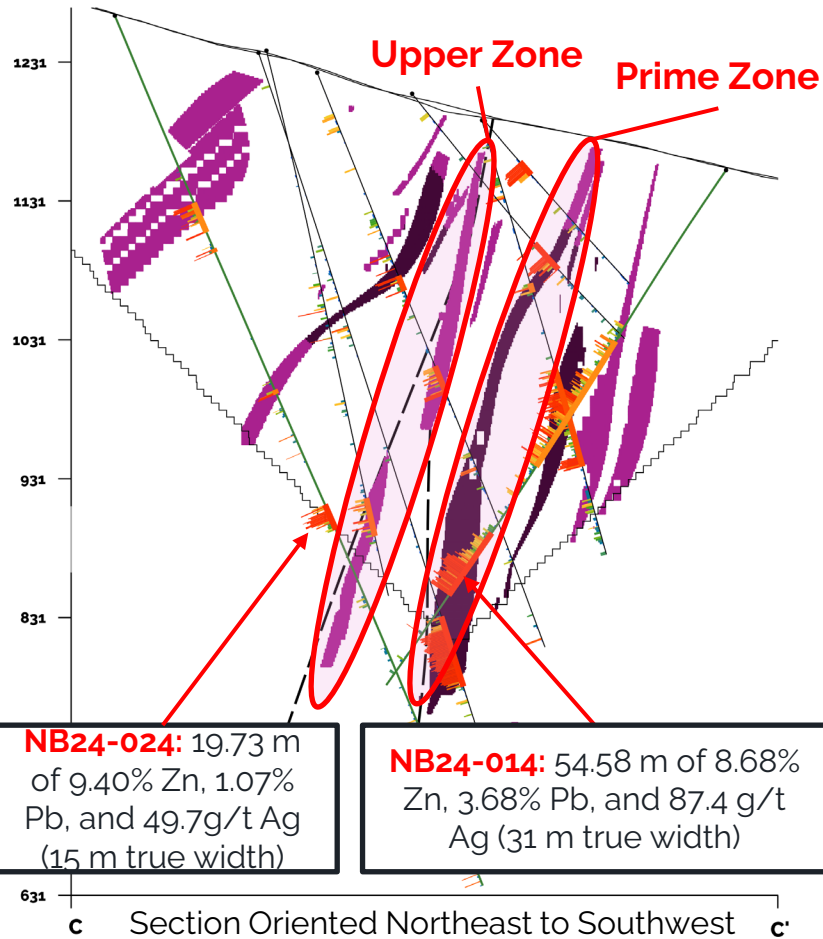 Upper Zone
Prime Zone
1231
1131
1031
931
831
NB24-024: 19.73 m
of 9.40% Zn, 1.07%
Pb, and 49.7g/t Ag
(15 m true width)
NB24-014: 54.58 m of 8.68%
Zn, 3.68% Pb, and 87.4 g/t
Ag (31 m true width)
631
C Section Oriented Northeast to Southwest C'